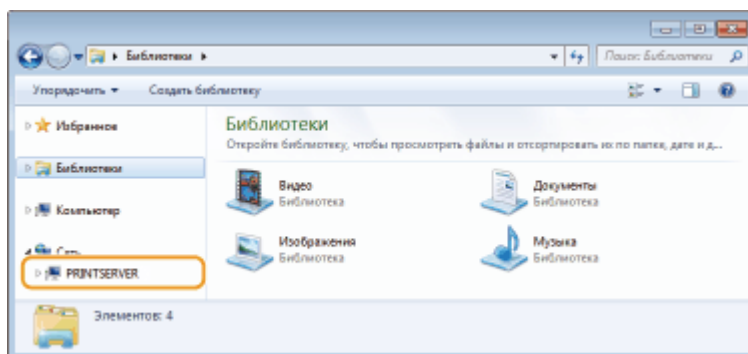 Библиотеки
Поиск: Библиотеки
Упорядочить
Создать библиотеку
Избранное
Библиотеки
Компьютер
Сеть
PRINTSERVER
Библиотеки
Откройте библиотеку, чтобы просмотреть файлы и отсортировать их по папке, дате и д...
Видео
Библиотека
Документы
Библиотека
Изображения
Библиотека
Музыка
Библиотека
Элементов: 4